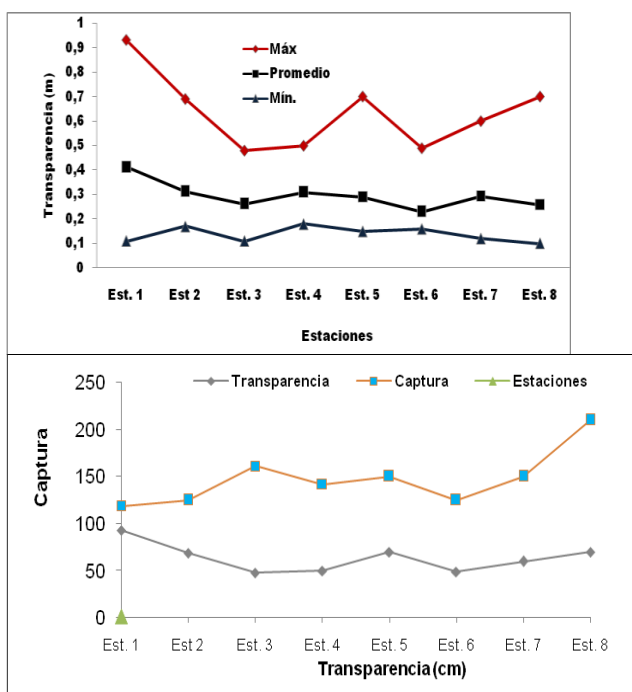 1
0,9
0,8
0,7
0,6
0,5
0,4
0,3
0,2
0,1
0
Transparencia (m)
Máx
Promedio
Mín.
Est. 1 Est 2 Est. 3 Est. 4 Est. 5 Est. 6 Est. 7 Est. 8
Estaciones
Transparencia Captura Estaciones
250
200
150
100
50
0
Captura
Est. 1 Est 2 Est. 3 Est. 4 Est. 5 Est. 6 Est. 7 Est. 8
Transparencia (cm)